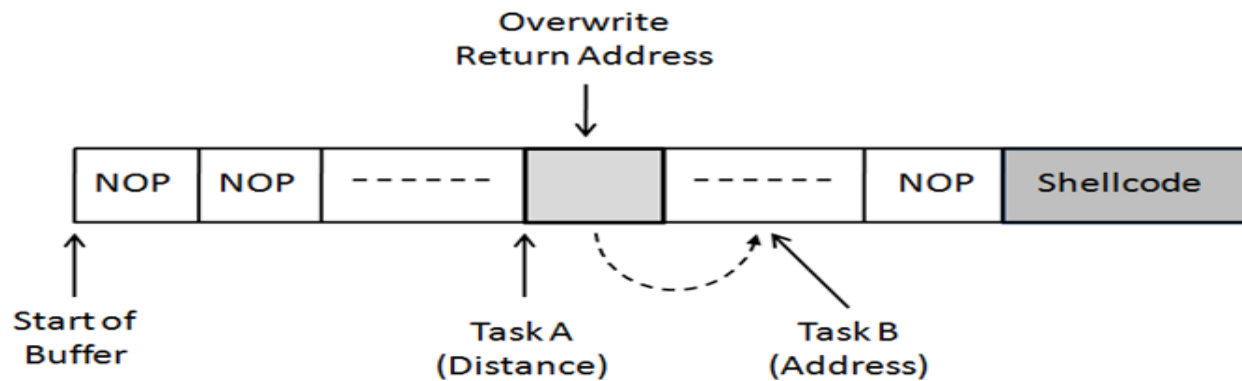 Overwrite
Return Address
NOP NOP ------ ------ NOP Shellcode
Start of
Buffer
Task A
(Distance)
Task B
(Address)